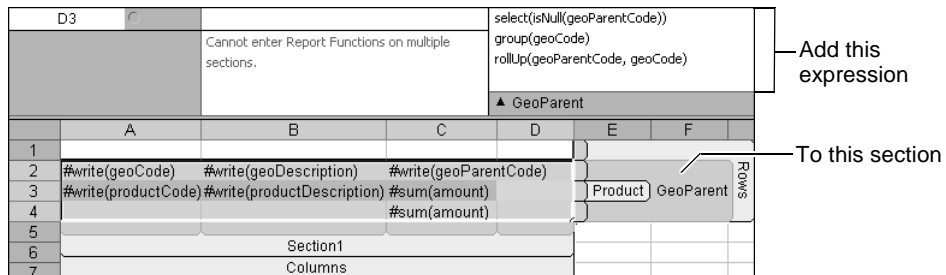 D3
select(isNull(geoParentCode))
group(geoCode)
rollUp(geoParentCode, geoCode)
Cannot enter Report Functions on multiple
sections.
Add this
expression
▲ GeoParent
A B C D E F
1
2 #write(geoCode) #write(geoDescription) #write(geoParentCode)
To this section
3 #write(productCode) #write(productDescription) #sum(amount) Product GeoParent Rows
4 #sum(amount)
5
6 Section1
7 Columns